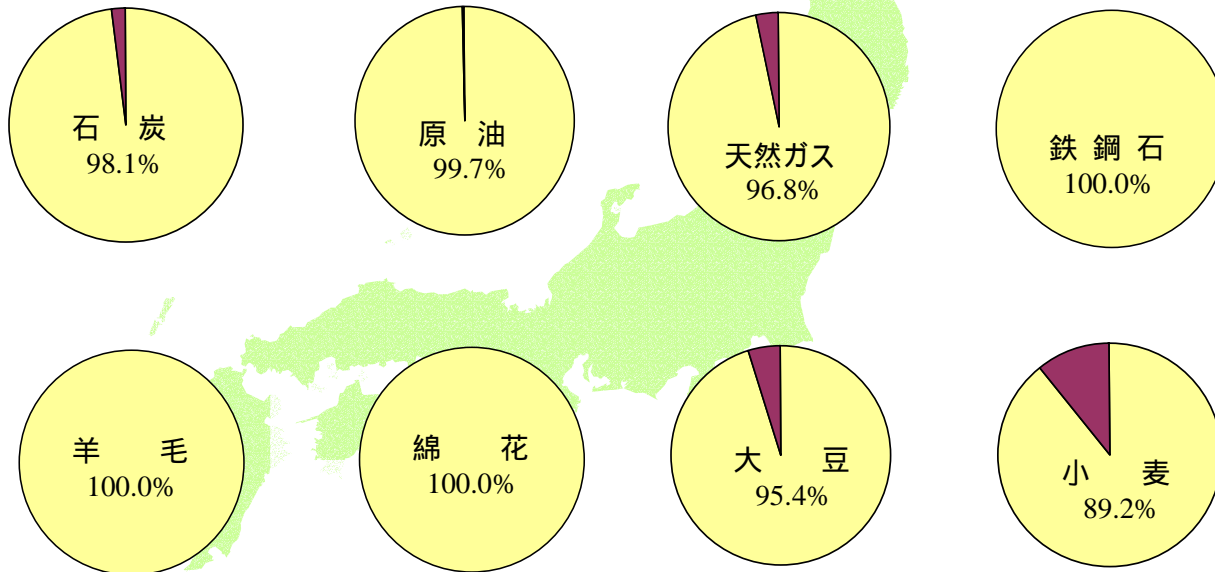 石 炭
98.1%
原 油
99.7%
天然ガス
96.8%
鉄 鋼 石
100.0%
羊 毛
100.0%
綿 花
100.0%
大 豆
95.4%
小 麦
89.2%